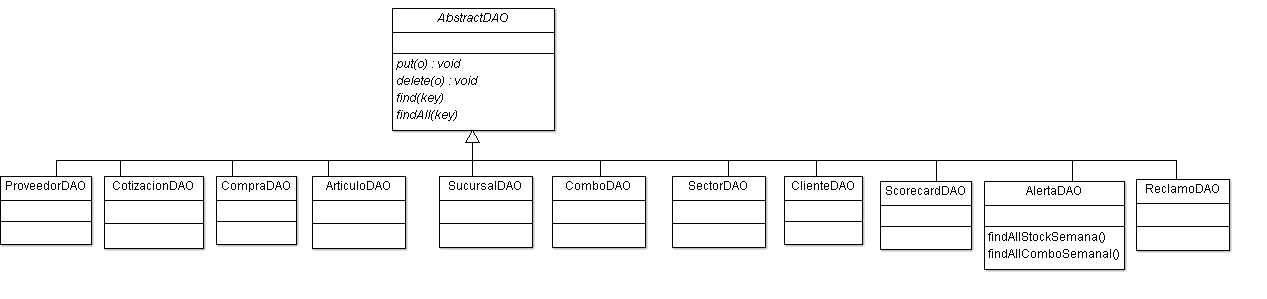 AbstractDAO
put(o) : void
delete(o) : void
find(key)
findAll(key)
ProveedorDAO
CotizacionDAO
CompraDAO
ArticuloDAO
SucursalDAO
ComboDAO
SectorDAO
ClienteDAO
ScorecardDAO
AlertaDAO
findAllStockSemana()
findAllComboSemanal()
ReclamoDAO